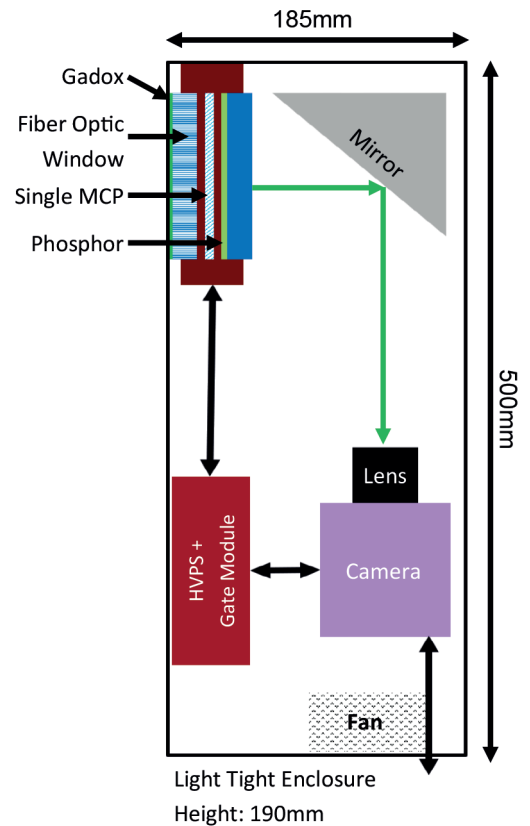 185mm
Gadox
Fiber Optic
Window
Single MCP
Phosphor
Mirror
500mm
Lens
HVPS +
Gate Module
Camera
Fan
Light Tight Enclosure
Height: 190mm